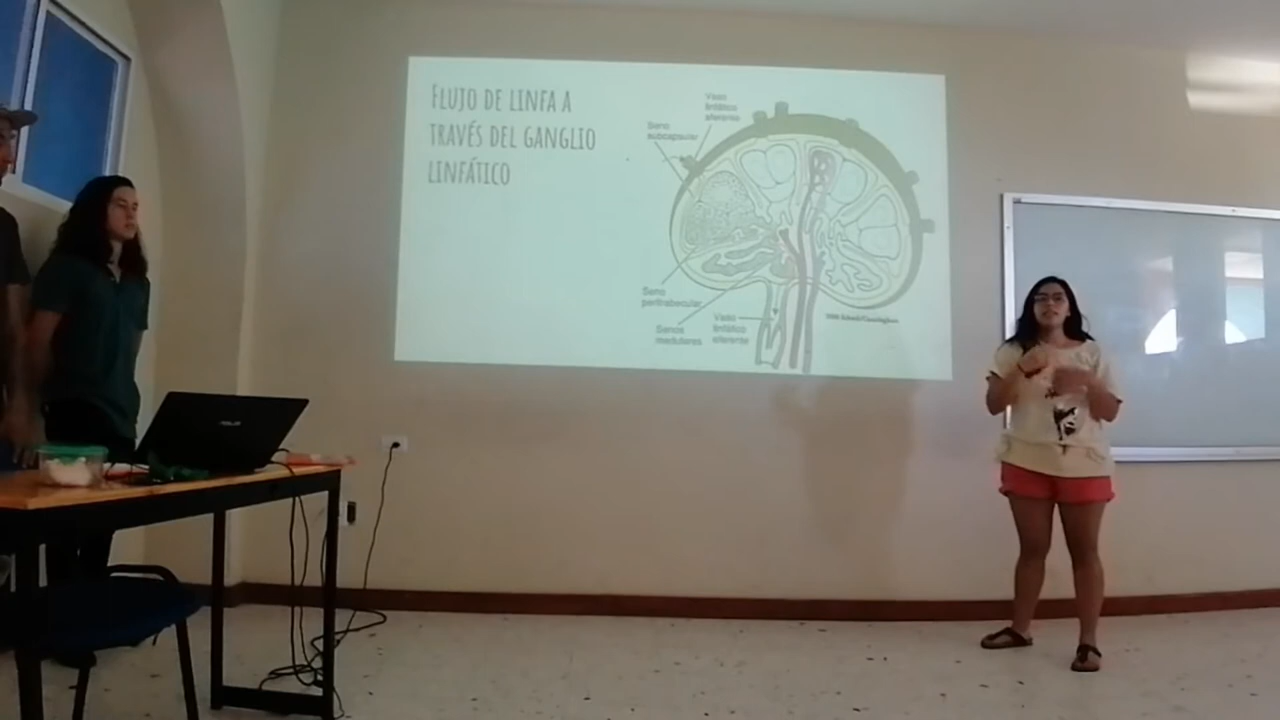 FLUJO DE LINFA A
TRAVÉS DEL GANGLIO
LINFÁTICO
Vaso
linfático
aferente
Seno
subcapsular
Seno
peritrabecular
Senos
medulares
Vaso
linfático
eferente
ASUS